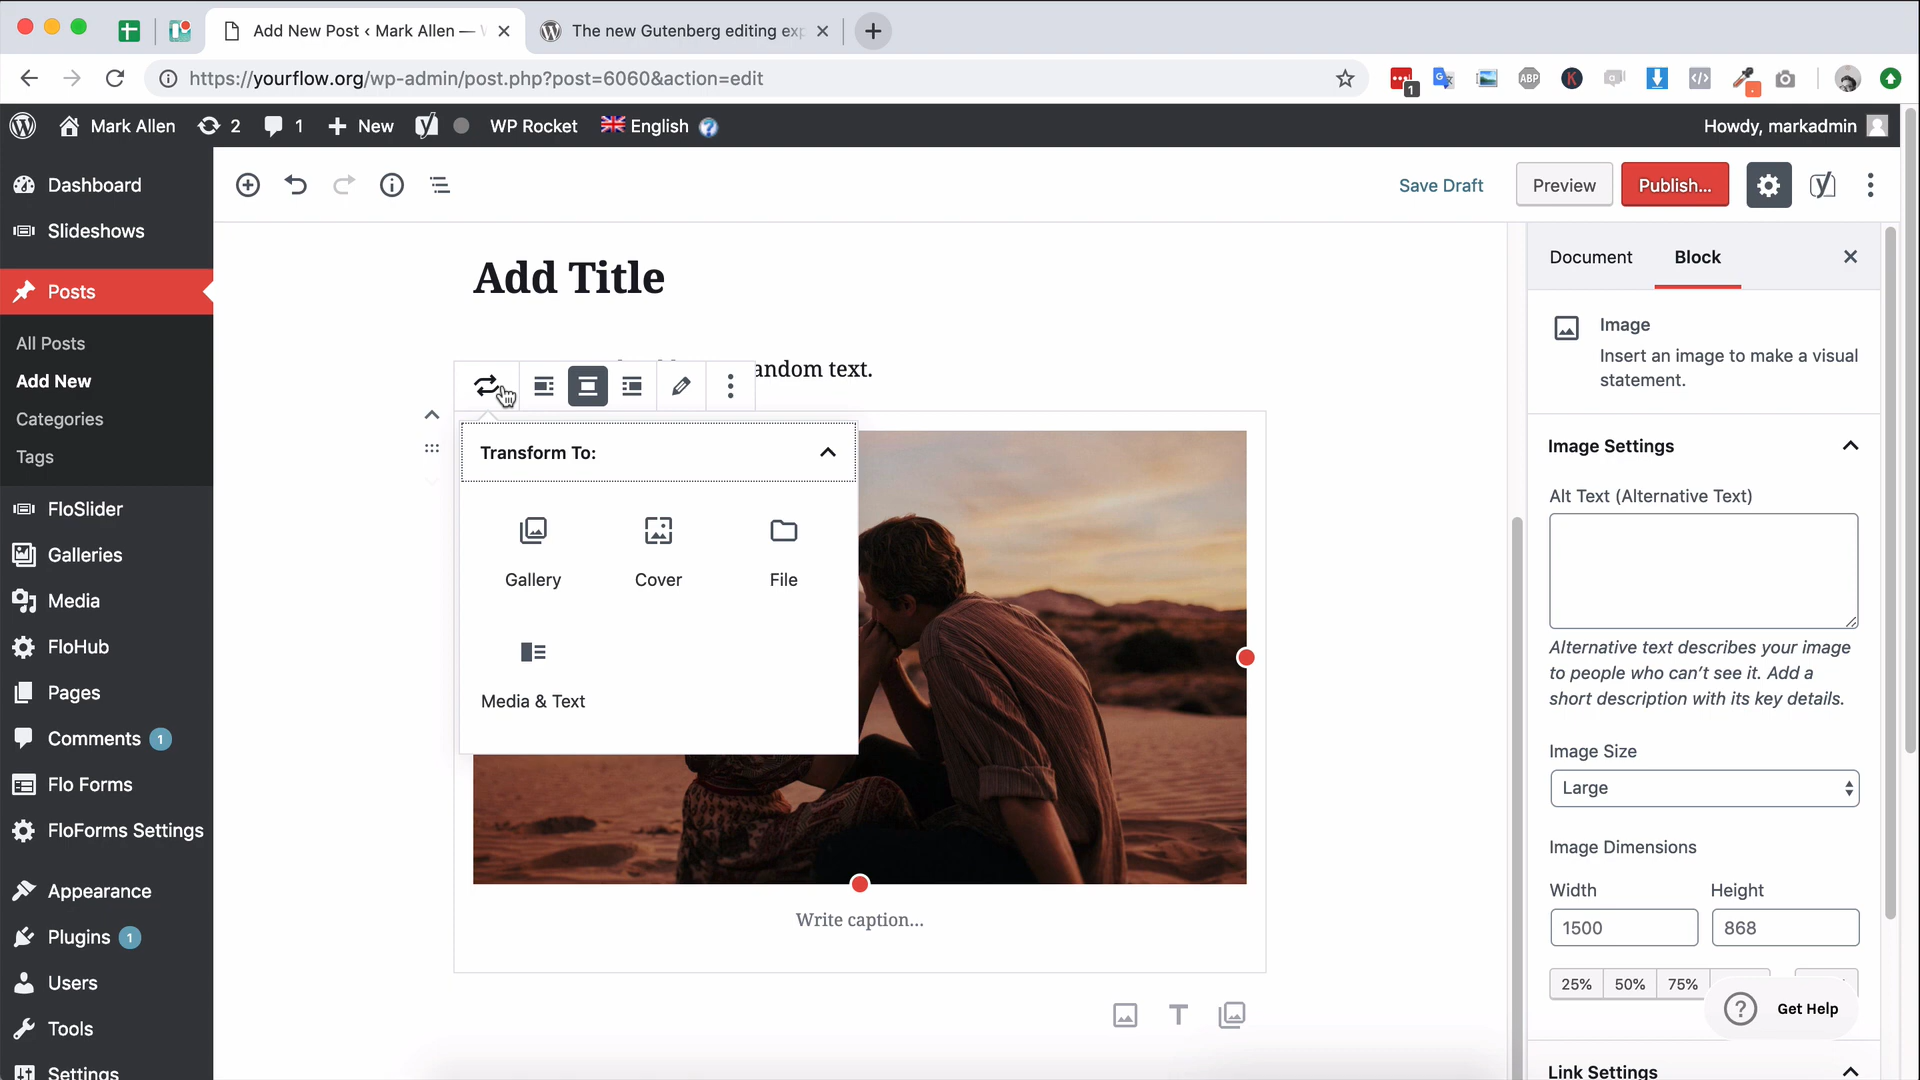 Add New Post ‹ Mark Allen —
The new Gutenberg editing exp
https://yourflow.org/wp-admin/post.php?post=6060&action=edit
1
ABP
K
Mark Allen
2
1
New
WP Rocket
English
Howdy, markadmin
Dashboard
Slideshows
Posts
All Posts
Add New
Categories
Tags
FloSlider
Galleries
Media
FloHub
Pages
Comments 1
Flo Forms
FloForms Settings
Appearance
Plugins 1
Users
Tools
Settings
Save Draft
Preview
Publish...
Add Title
andom text.
Transform To:
Gallery
Cover
File
Media & Text
Write caption...
Document
Block
Image
Insert an image to make a visual
statement.
Image Settings
Alt Text (Alternative Text)
Alternative text describes your image
to people who can’t see it. Add a
short description with its key details.
Image Size
Large
Image Dimensions
Width
Height
1500
868
25%
50%
75%
Get Help
Link Settings